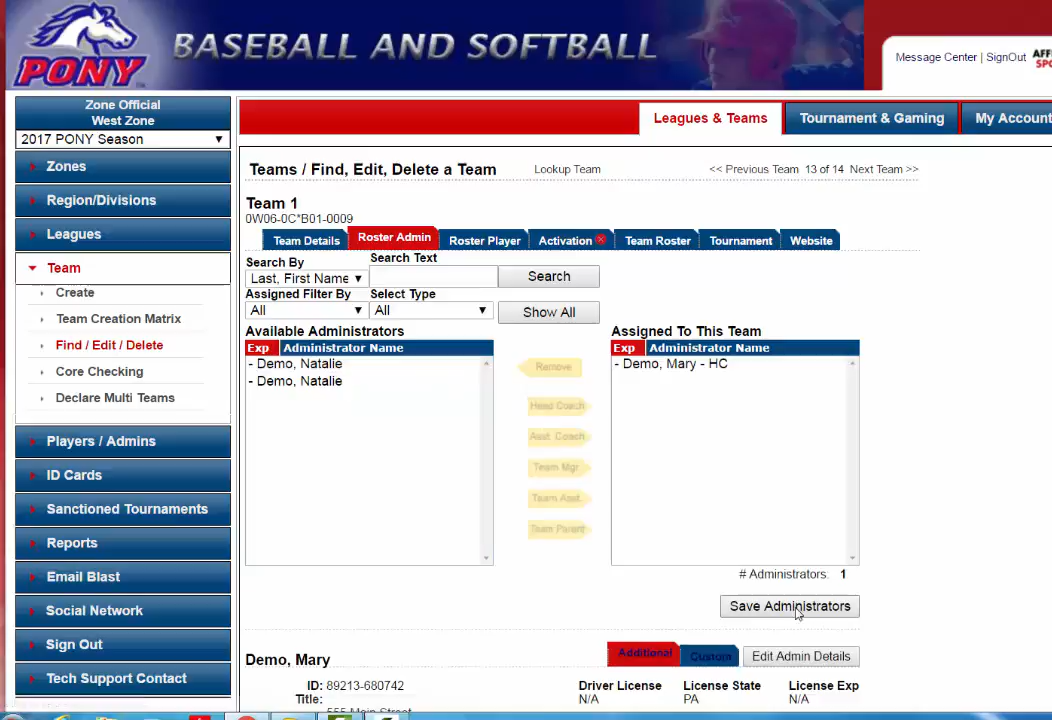 PONY
BASEBALL AND SOFTBALL
Message Center | SignOut
Zone Official
West Zone
2017 PONY Season
Leagues & Teams
Tournament & Gaming
My Account
Zones
Region/Divisions
Leagues
Team
Create
Team Creation Matrix
Find / Edit / Delete
Core Checking
Declare Multi Teams
Players / Admins
ID Cards
Sanctioned Tournaments
Reports
Email Blast
Social Network
Sign Out
Tech Support Contact
Teams / Find, Edit, Delete a Team
Lookup Team
<< Previous Team 13 of 14 Next Team >>
Team 1
0W06-0C*B01-0009
Team Details
Roster Admin
Roster Player
Activation
Team Roster
Tournament
Website
Search By
Search Text
Last, First Name
Search
Assigned Filter By
Select Type
All
All
Show All
Available Administrators
Exp Administrator Name
- Demo, Natalie
- Demo, Natalie
Remove
Head Coach
Asst. Coach
Team Mgr
Team Asst.
Team Parent
Assigned To This Team
Exp Administrator Name
- Demo, Mary - HC
# Administrators: 1
Save Administrators
Demo, Mary
Additional
Custom
Edit Admin Details
ID: 89213-680742
Title:
555 Main Street
Driver License
N/A
License State
PA
License Exp
N/A